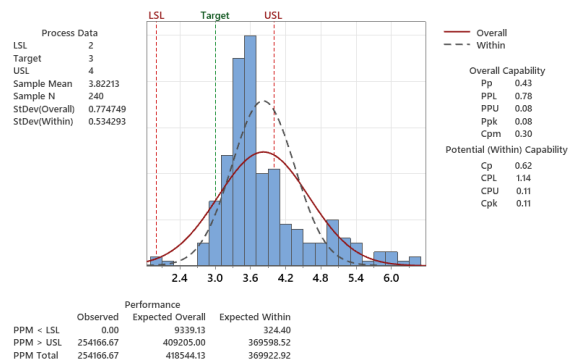 LSL Target USL
Process Data
LSL 2
Target 3
USL 4
Sample Mean 3.82213
Sample N 240
StDev(Overall) 0.774749
StDev(Within) 0.534293
Overall
Within
Overall Capability
Pp 0.43
PPL 0.78
PPU 0.08
Ppk 0.08
Cpm 0.30
Potential (Within) Capability
Cp 0.62
CPL 1.14
CPU 0.11
Cpk 0.11
2.4 3.0 3.6 4.2 4.8 5.4 6.0
Performance
Observed Expected Overall Expected Within
PPM < LSL 0.00 9339.13 324.40
PPM > USL 254166.67 409205.00 369598.52
PPM Total 254166.67 418544.13 369922.92